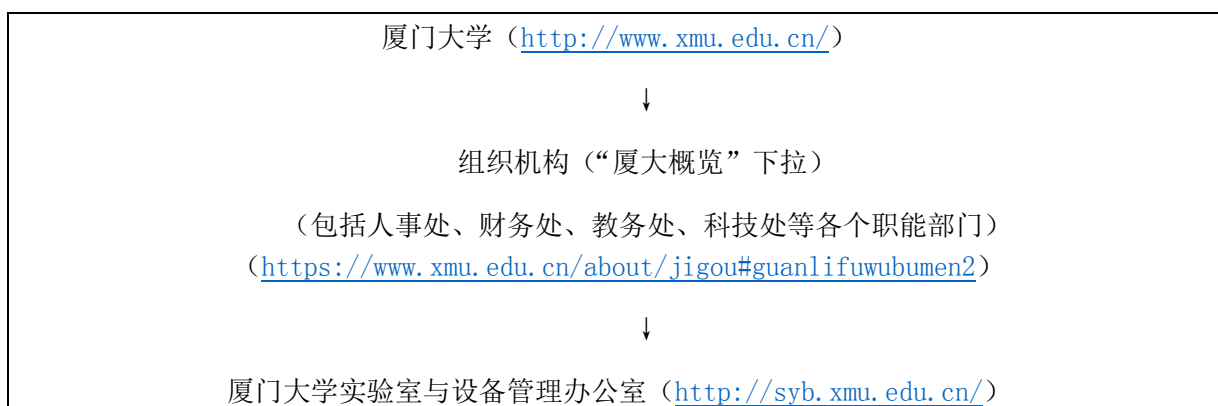 厦门大学（http://www.xmu.edu.cn/）
↓
组织机构（“厦大概览”下拉）
（包括人事处、财务处、教务处、科技处等各个职能部门）
（https://www.xmu.edu.cn/about/jigou#guanlifuwubumen2）
↓
厦门大学实验室与设备管理办公室（http://syb.xmu.edu.cn/）